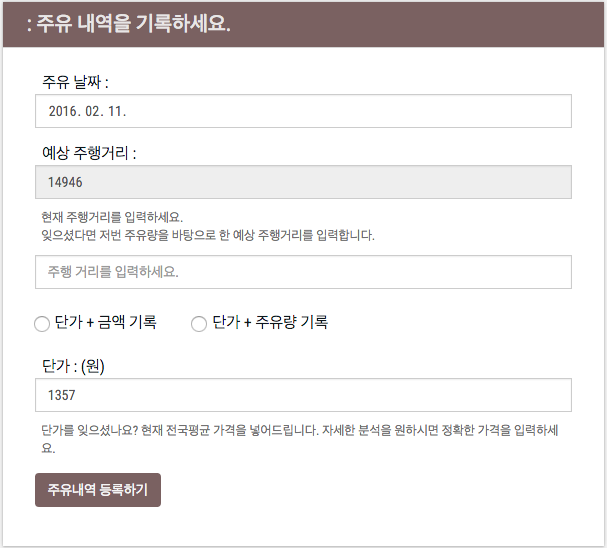 : 주유 내역을 기록하세요.
주유 날짜 :
2016. 02. 11.
예상 주행거리 :
14946
현재 주행거리를 입력하세요.
잊으셨다면 저번 주유량을 바탕으로 한 예상 주행거리를 입력합니다.
주행 거리를 입력하세요.
단가 + 금액 기록 단가 + 주유량 기록
단가 : (원)
1357
단가를 잊으셨나요? 현재 전국평균 가격을 넣어드립니다. 자세한 분석을 원하시면 정확한 가격을 입력하세
요.
주유내역 등록하기